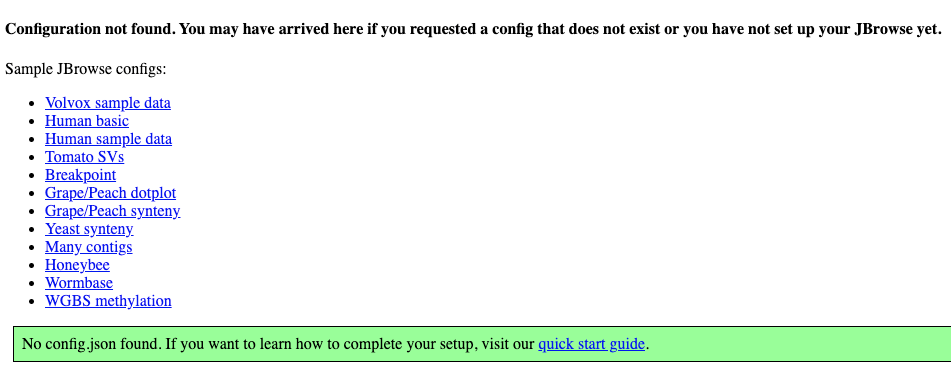 Configuration not found. You may have arrived here if you requested a config that does not exist or you have not set up your JBrowse yet.
Sample JBrowse configs:
Volvox sample data
Human basic
Human sample data
Tomato SVs
Breakpoint
Grape/Peach dotplot
Grape/Peach synteny
Yeast synteny
Many contigs
Honeybee
Wormbase
WGBS methylation
No config.json found. If you want to learn how to complete your setup, visit our quick start guide.